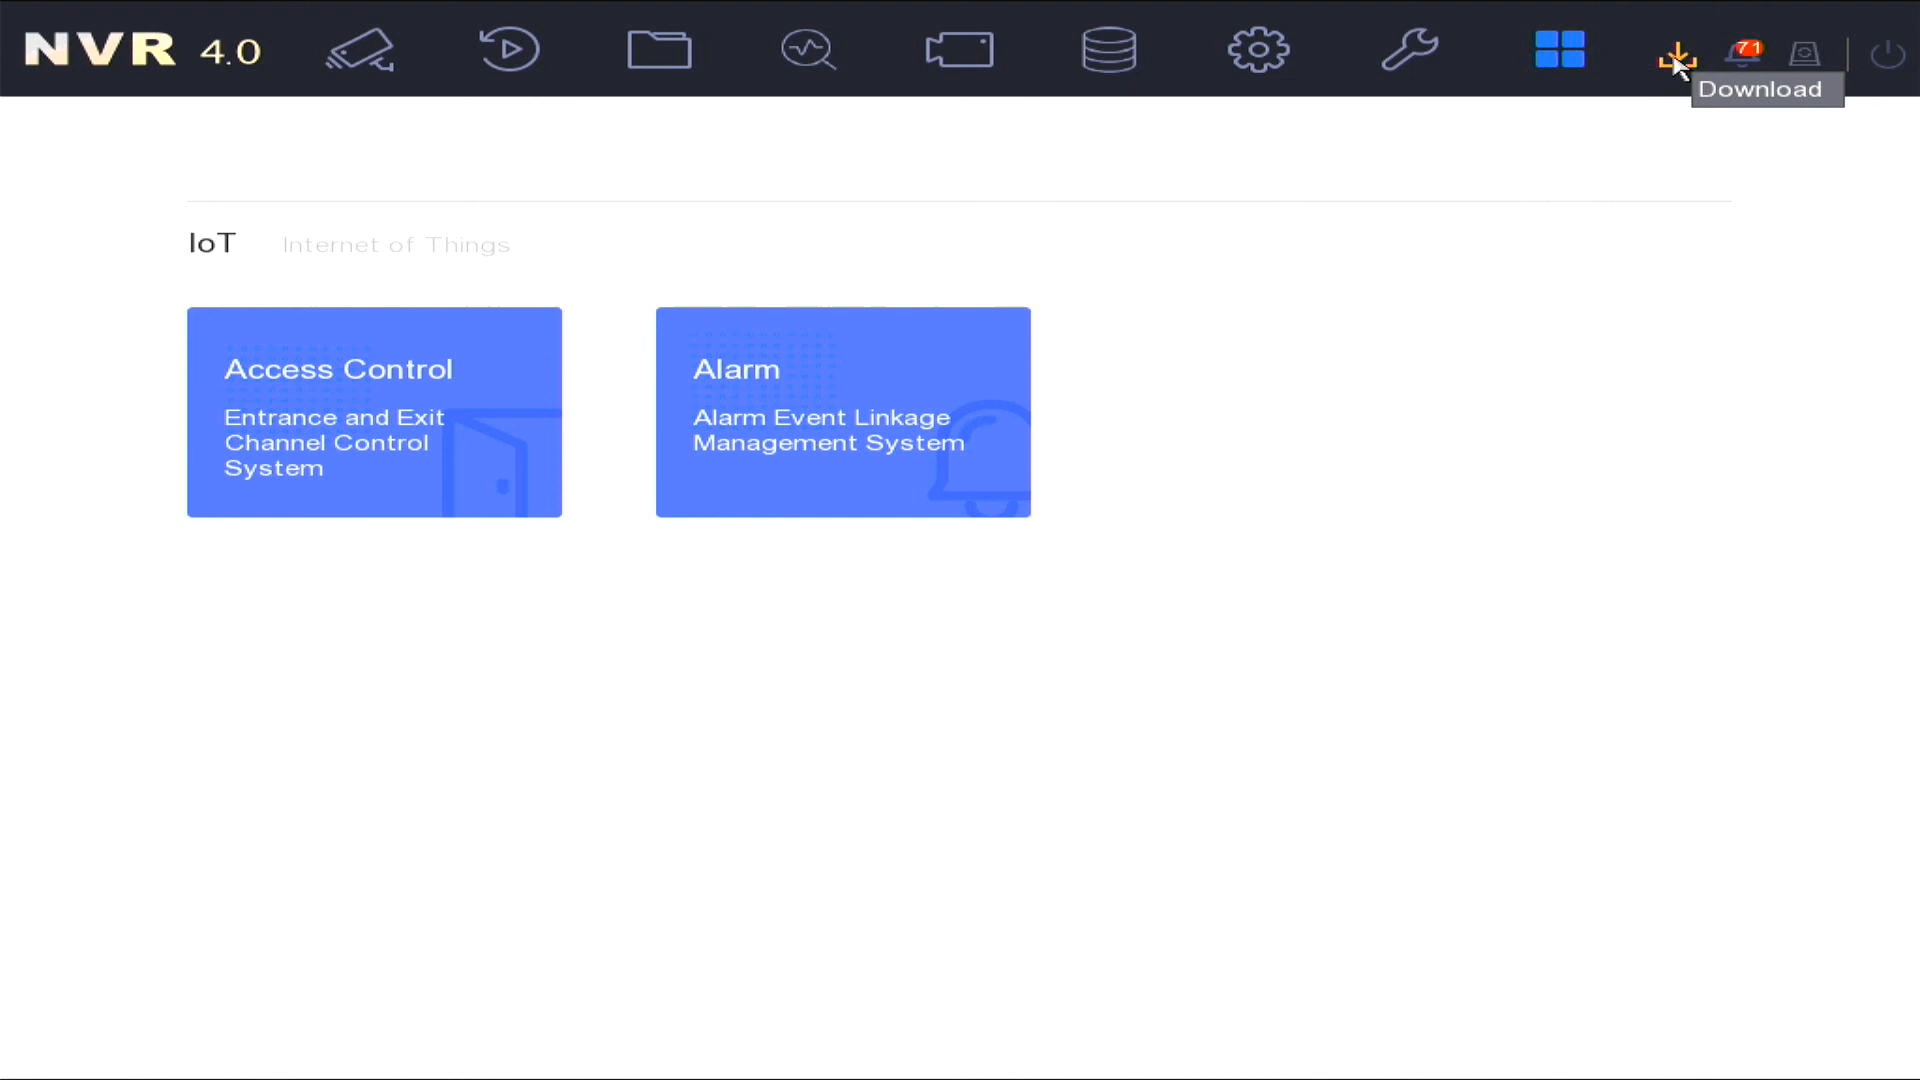 NVR 4.0
71
Download
IoT Internet of Things
Access Control
Entrance and Exit
Channel Control
System
Alarm
Alarm Event Linkage
Management System